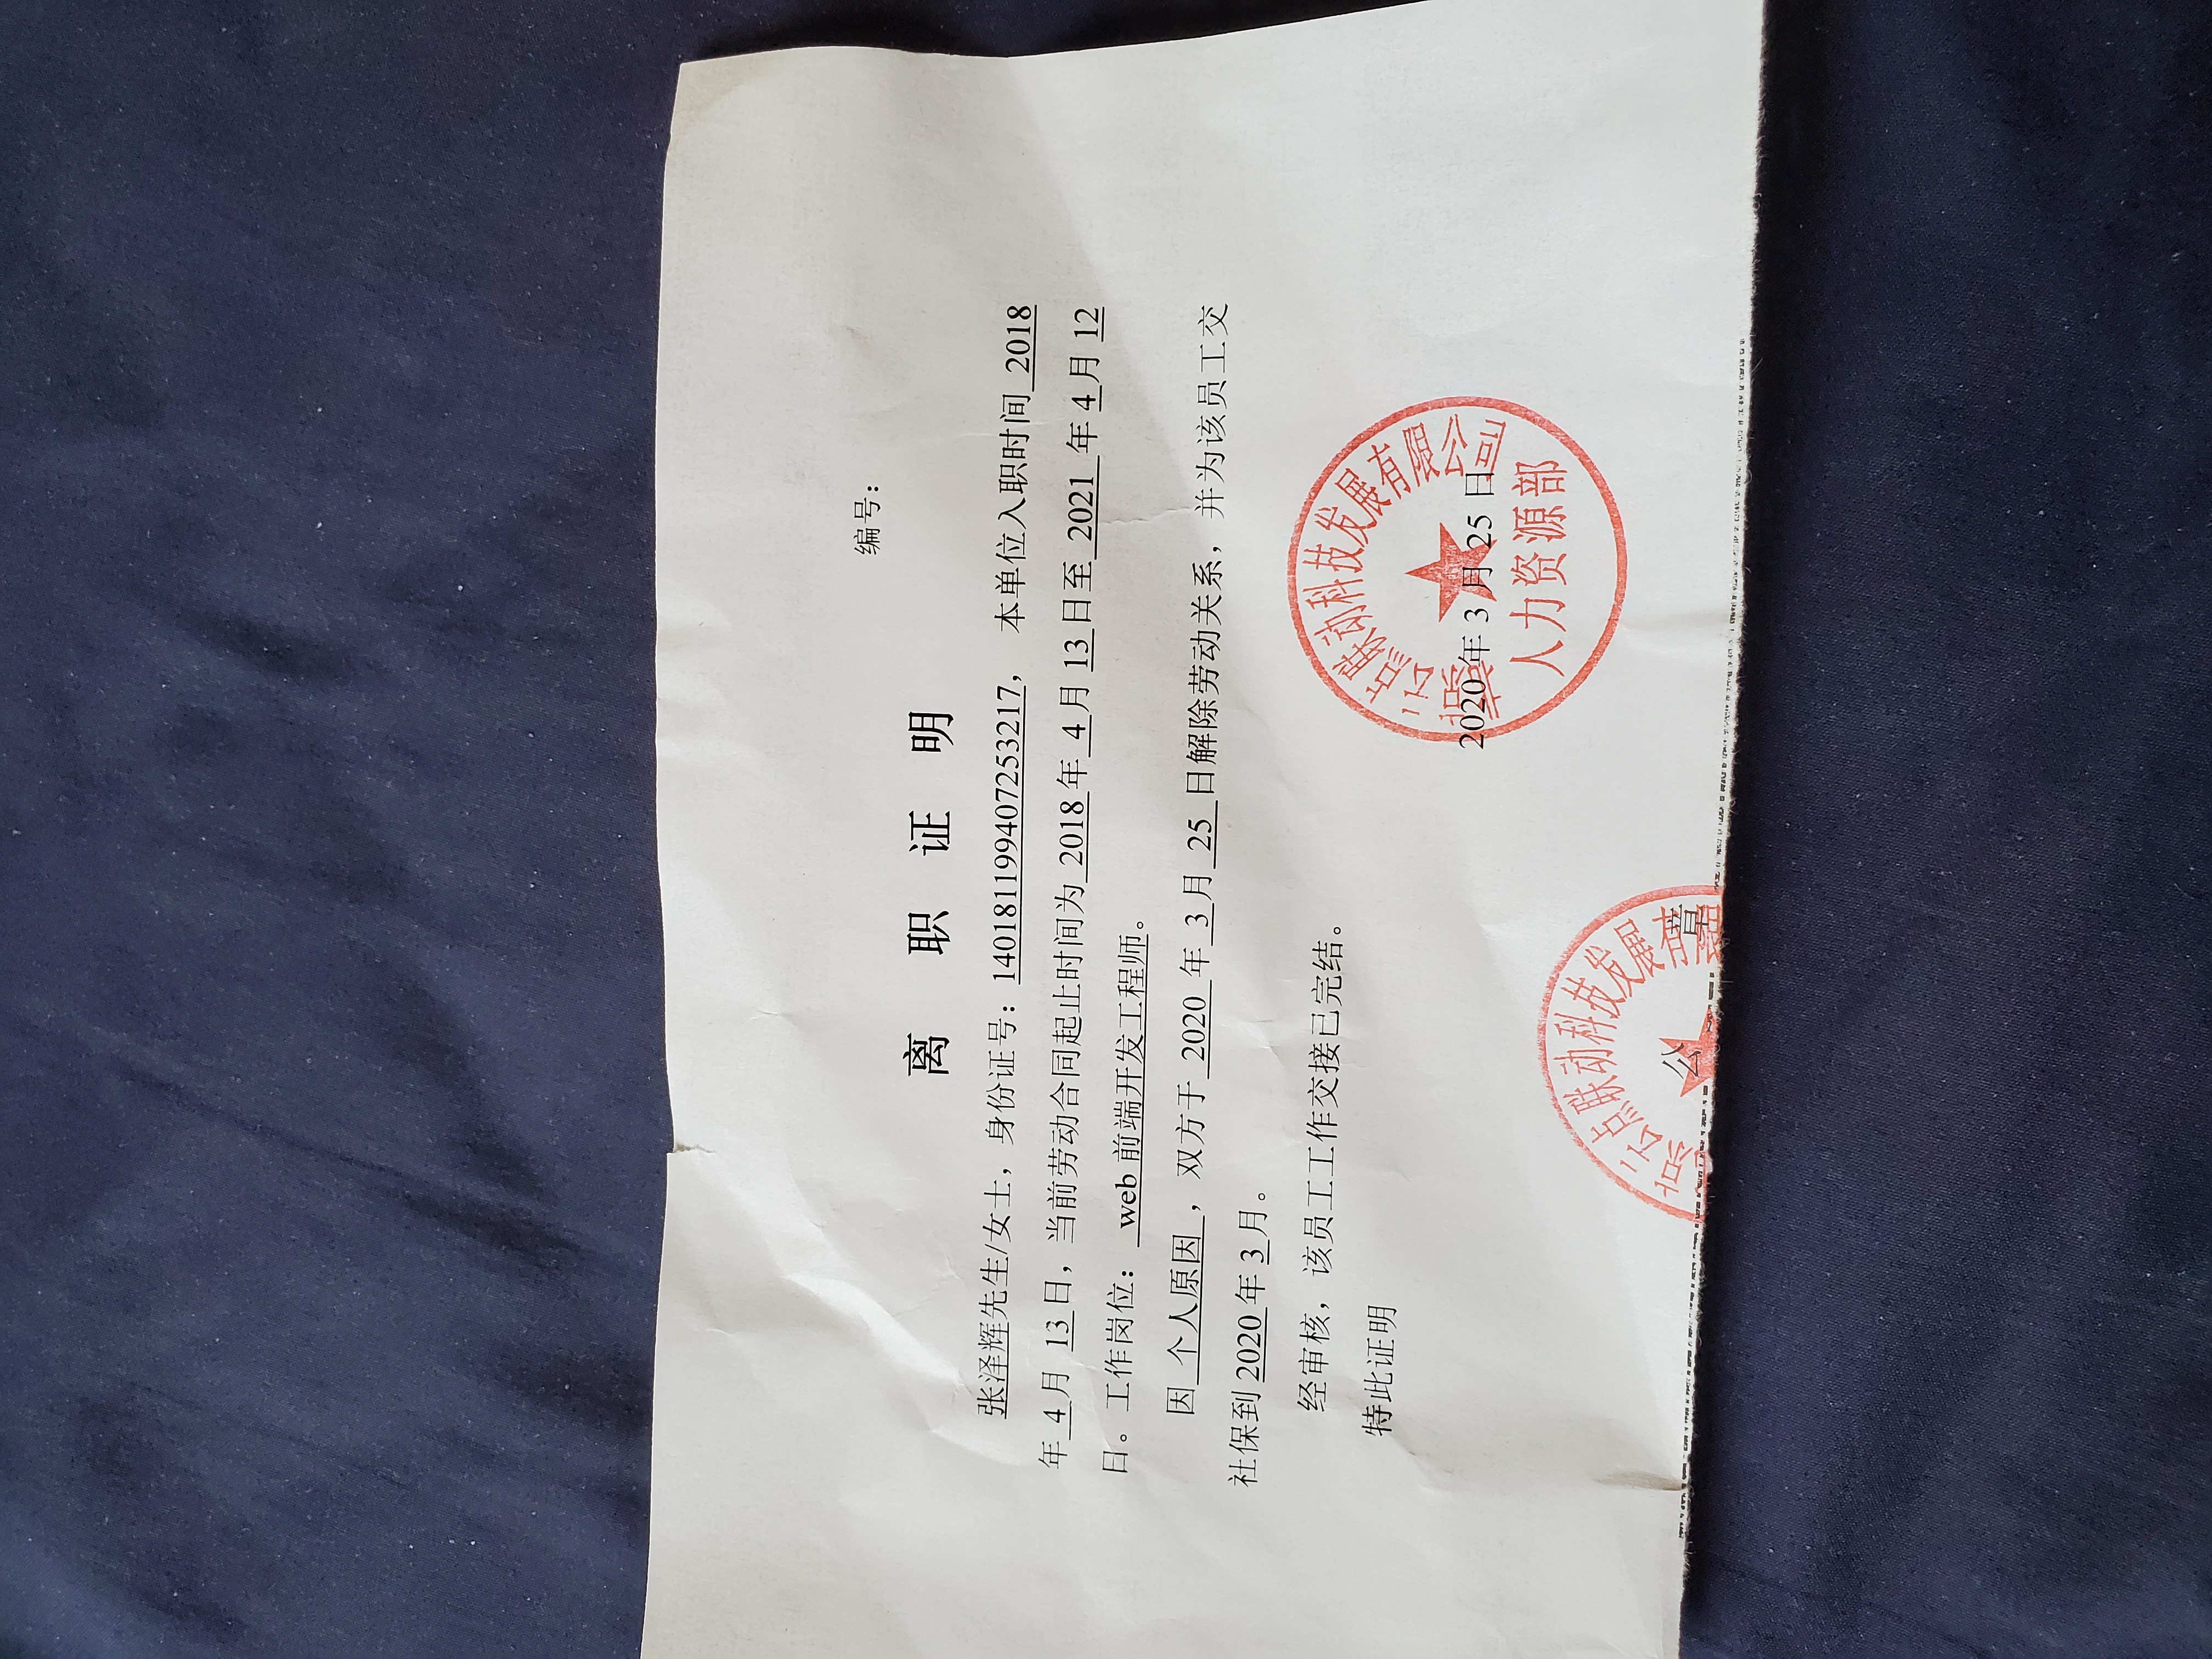 编号：
离 职 证 明
张泽辉先生/女士，身份证号：140181199407253217， 本单位入职时间 2018
年 4 月 13 日，当前劳动合同起止时间为 2018 年 4 月 13 日至 2021 年 4 月 12
日。工作岗位： web 前端开发工程师。
因 个人原因 ，双方于 2020 年 3 月 25 日解除劳动关系，并为该员工交
社保到 2020 年 3 月。
经审核，该员工工作交接已完结。
特此证明
北京云点联动科技发展有限公司
2020 年 3 月 25 日
人力资源部
京云点联动科技发展有限
公 章